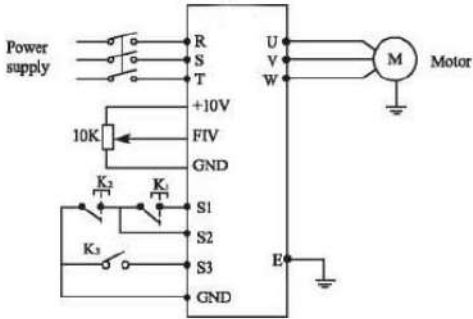 Power
supply
R
S
T
U
V
W
M
Motor
+10V
10K
FIV
GND
K₂
K₁
S1
S2
K₃
S3
E
GND